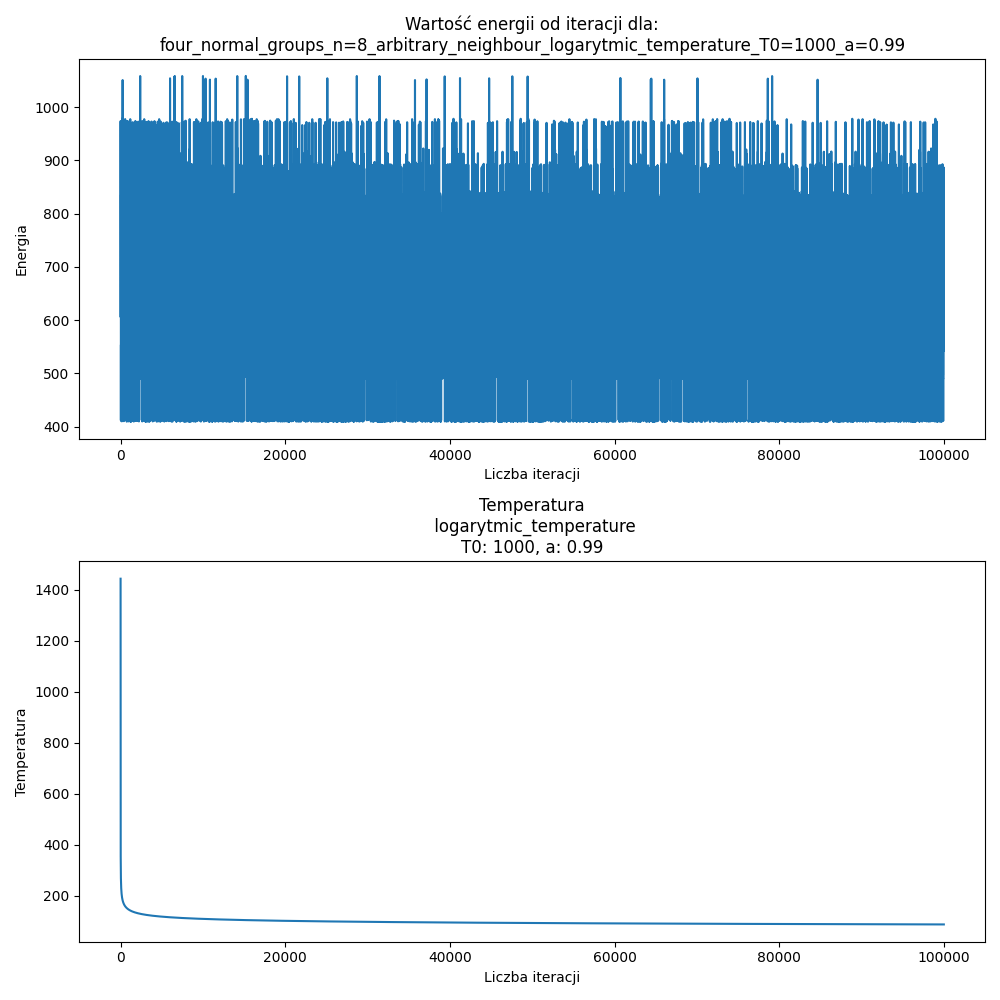 Wartość energii od iteracji dla:
four_normal_groups_n=8_arbitrary_neighbour_logarytmic_temperature_T0=1000_a=0.99
1000
900
800
700
600
500
400
Energia
0 20000 40000 60000 80000 100000
Liczba iteracji
Temperatura
logarytmic_temperature
T0: 1000, a: 0.99
1400
1200
1000
800
600
400
200
Temperatura
0 20000 40000 60000 80000 100000
Liczba iteracji